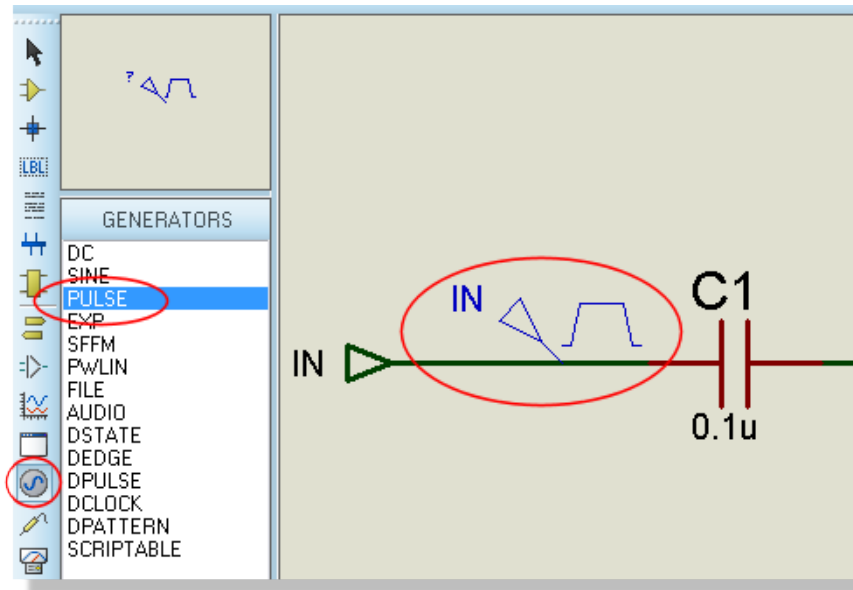 ?
LBL
GENERATORS
DC
SINE
PULSE
EXP
SFFM
PWLIN
FILE
AUDIO
DSTATE
DEDGE
DPULSE
DCLOCK
DPATTERN
SCRIPTABLE
IN
IN
C1
0.1u